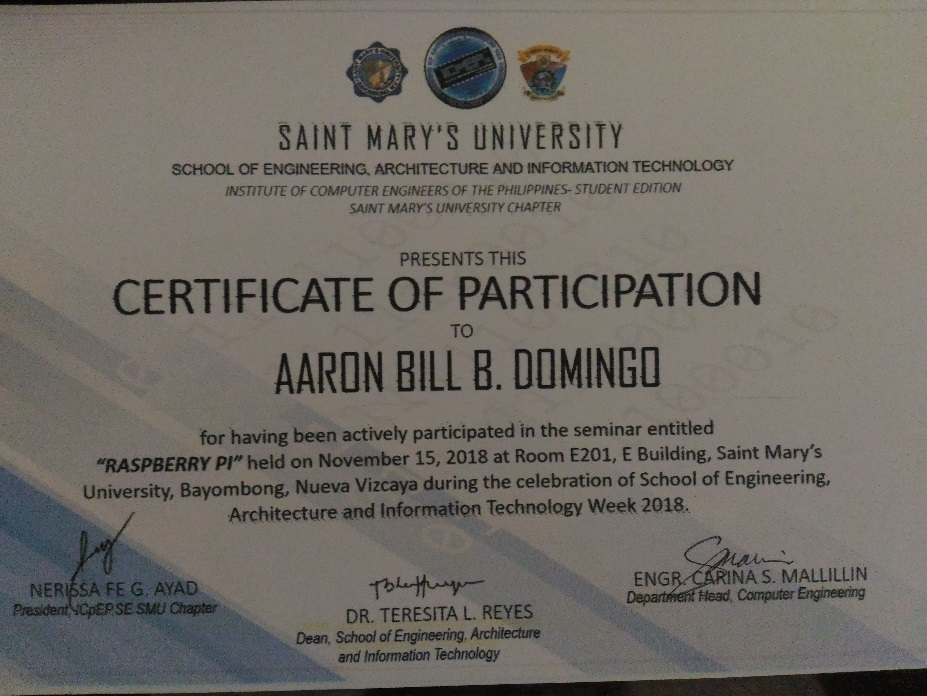 SAINT MARY'S UNIVERSITY
SCHOOL OF ENGINEERING, ARCHITECTURE AND INFORMATION TECHNOLOGY
INSTITUTE OF COMPUTER ENGINEERS OF THE PHILIPPINES- STUDENT EDITION
SAINT MARY'S UNIVERSITY CHAPTER
PRESENTS THIS
CERTIFICATE OF PARTICIPATION
TO
AARON BILL B. DOMINGO
for having been actively participated in the seminar entitled
"RASPBERRY PI" held on November 15, 2018 at Room E201, E Building, Saint Mary's
University, Bayombong, Nueva Vizcaya during the celebration of School of Engineering,
Architecture and Information Technology Week 2018.
NERISSA FE G. AYAD
President, ICpEP SE SMU Chapter
DR. TERESITA L. REYES
Dean, School of Engineering, Architecture
and Information Technology
ENGR. CARINA S. MALLILLIN
Department Head, Computer Engineering